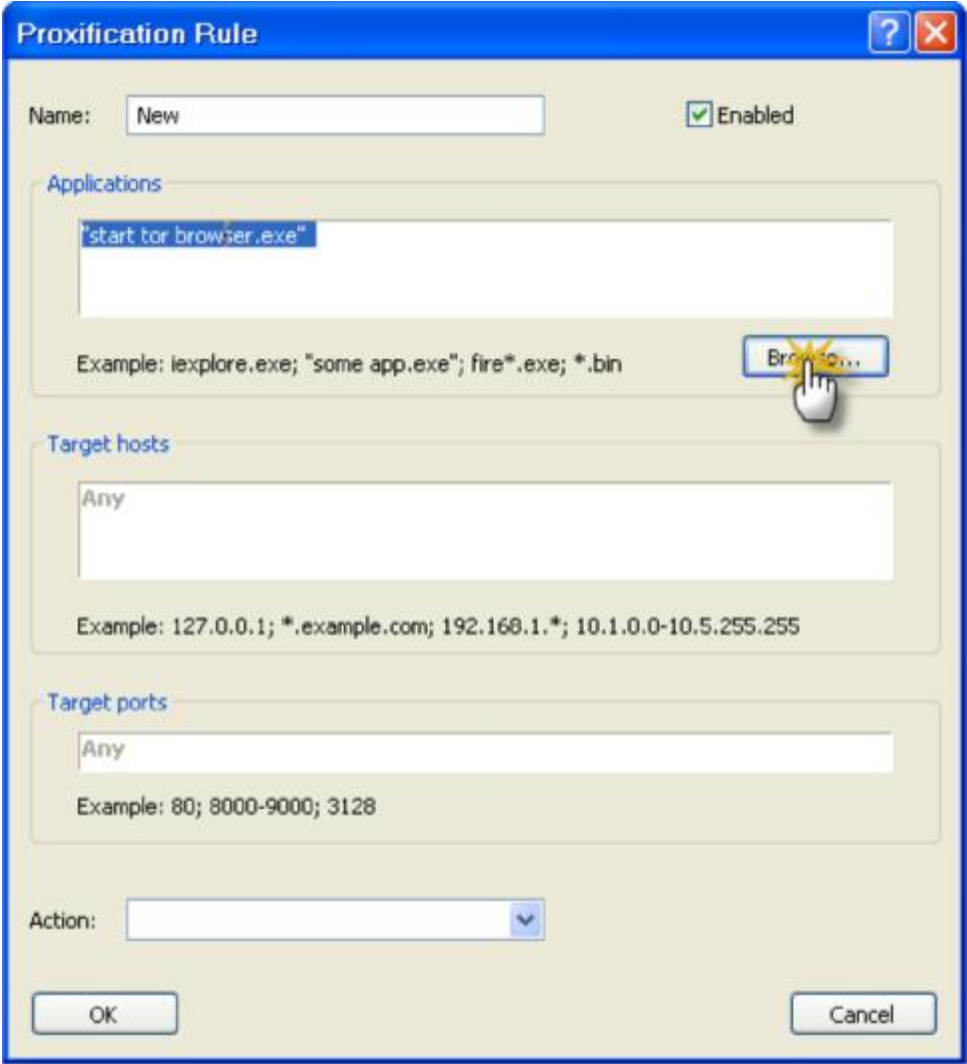 Proxification Rule
Name: New Enabled
Applications
"start tor browser.exe"
Example: iexplore.exe; "some app.exe"; fire*.exe; *.bin
Browse...
Target hosts
Any
Example: 127.0.0.1; *.example.com; 192.168.1.*; 10.1.0.0-10.5.255.255
Target ports
Any
Example: 80; 8000-9000; 3128
Action:
OK Cancel